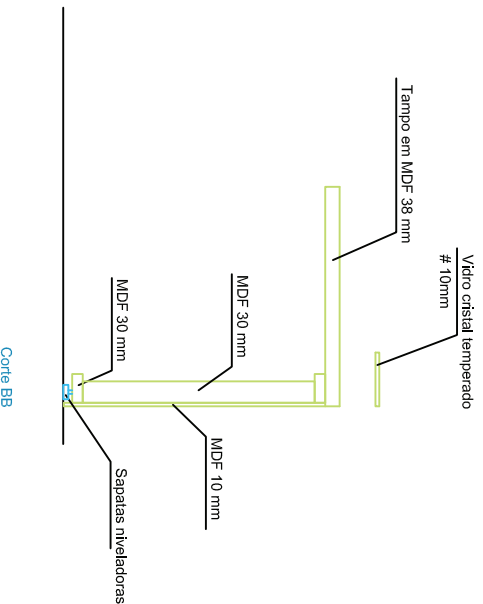 Vidro cristal temperado
# 10mm
Tampo em MDF 38 mm
MDF 30 mm
MDF 30 mm
MDF 10 mm
Sapatas niveladoras
Corte BB